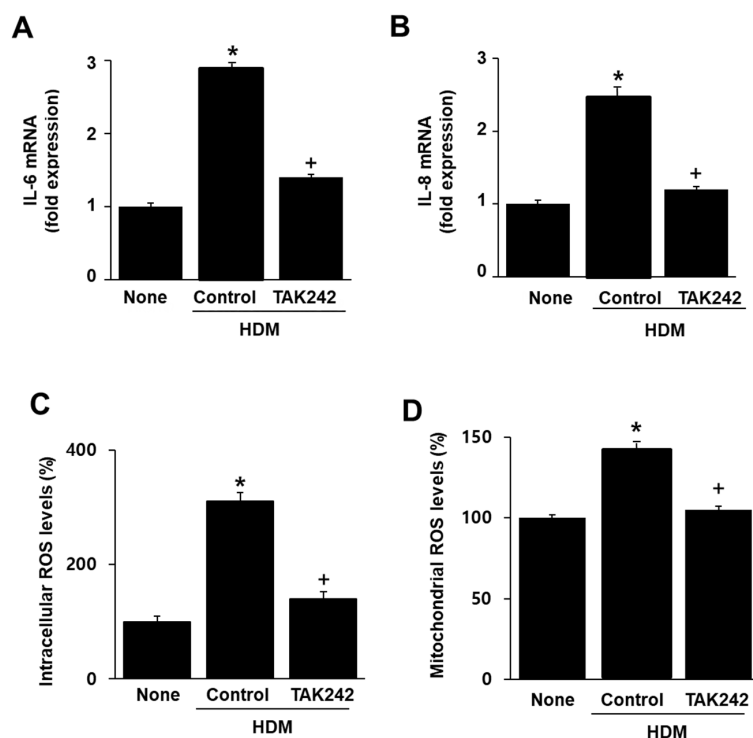 A
IL-6 mRNA
(fold expression)
3
2
1
0
*
+
None Control TAK242
HDM
B
IL-8 mRNA
(fold expression)
3
2
1
0
*
+
None Control TAK242
HDM
C
Intracellular ROS levels (%)
400
200
0
*
+
None Control TAK242
HDM
D
Mitochondrial ROS levels (%)
150
100
50
0
*
+
None Control TAK242
HDM